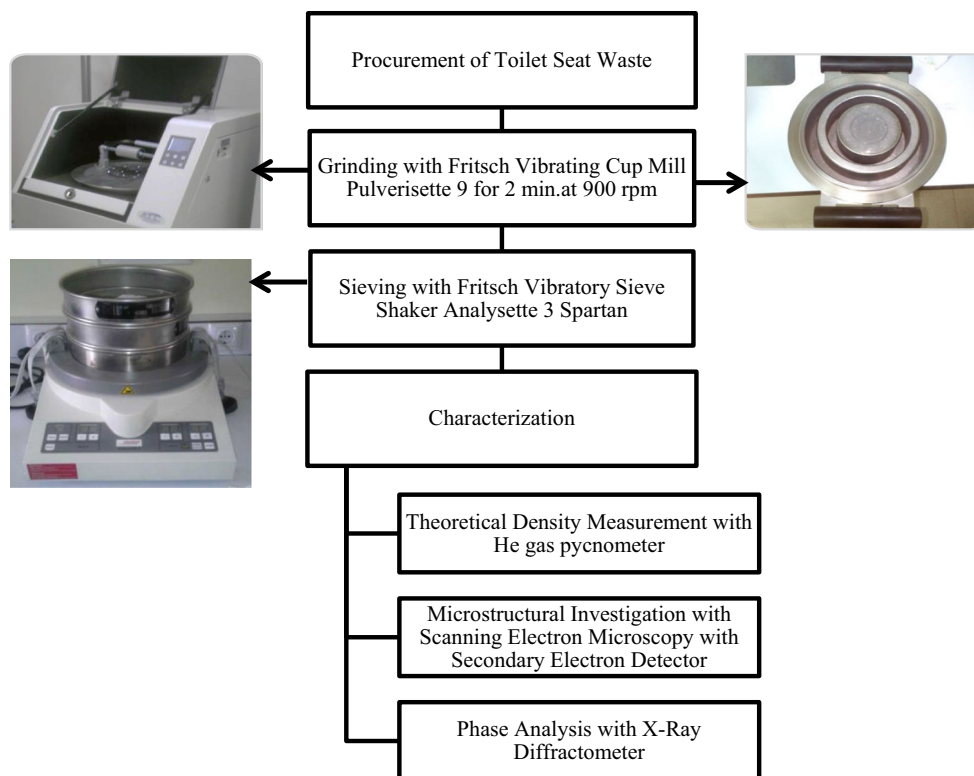 Procurement of Toilet Seat Waste
Grinding with Fritsch Vibrating Cup Mill
Pulverisette 9 for 2 min.at 900 rpm
Sieving with Fritsch Vibratory Sieve
Shaker Analysette 3 Spartan
Characterization
Theoretical Density Measurement with
He gas pycnometer
Microstructural Investigation with
Scanning Electron Microscopy with
Secondary Electron Detector
Phase Analysis with X-Ray
Diffractometer